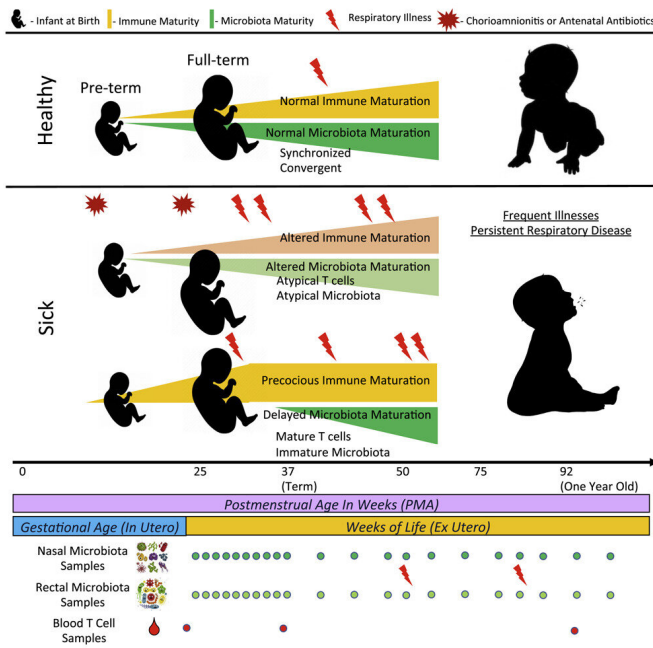 - Infant at Birth - Immune Maturity - Microbiota Maturity Respiratory Illness -Chorioamnionitis or Antenatal Antibiotics
Healthy
Pre-term
Full-term
Normal Immune Maturation
Normal Microbiota Maturation
Synchronized
Convergent
Sick
Altered Immune Maturation
Altered Microbiota Maturation
Atypical T cells
Atypical Microbiota
Frequent Illnesses
Persistent Respiratory Disease
Precocious Immune Maturation
Delayed Microbiota Maturation
Mature T cells
Immature Microbiota
0 25 37 50 75 92
(Term) (One Year Old)
Postmenstrual Age In Weeks (PMA)
Gestational Age (In Utero) Weeks of Life (Ex Utero)
Nasal Microbiota
Samples
Rectal Microbiota
Samples
Blood T Cell
Samples